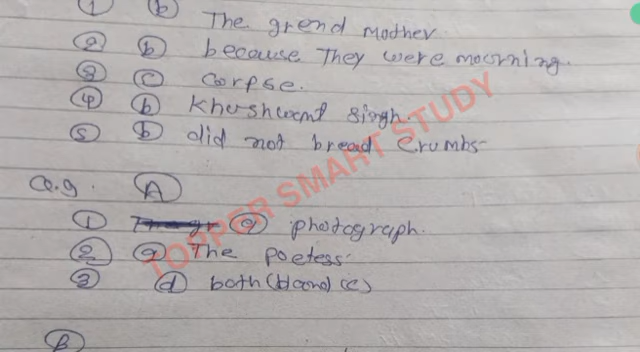 ① ⓑ The grend mother.
② ⓑ because They were mourning.
③ ⓒ corpse.
④ ⓑ Khushwant singh.
⑤ ⓑ did not bread Crumbs
Q.9. Ⓐ
① ⓐ photograph.
② ⓐ The poetess
③ ⓓ both (b) and (c)
Ⓑ
TOPPER SMART STUDY